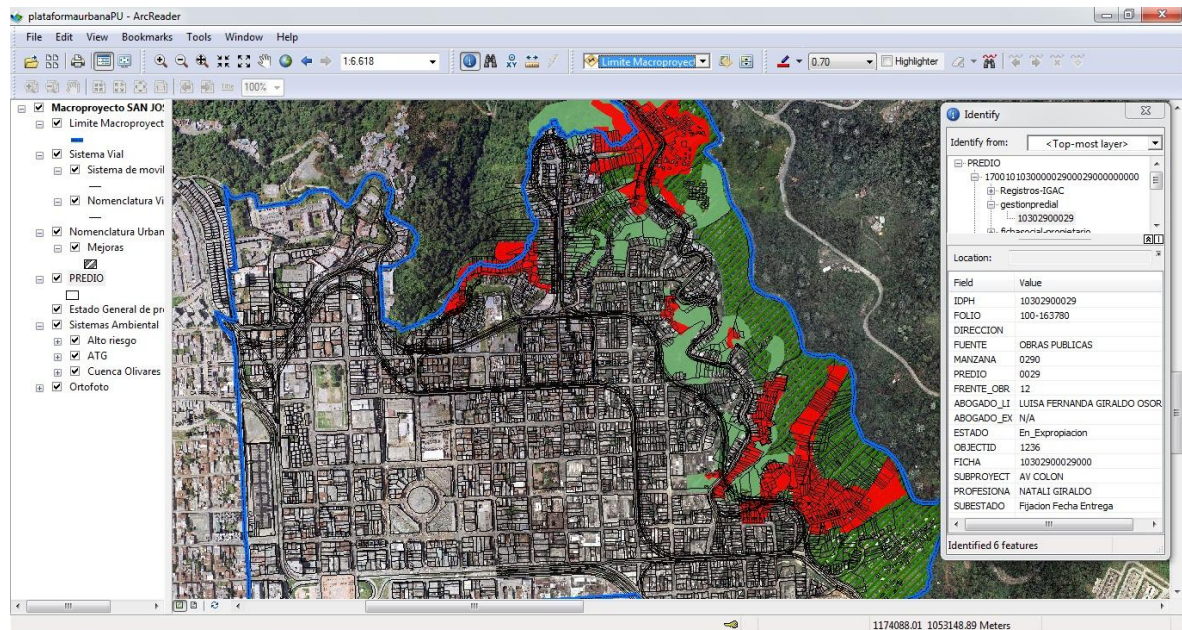 plataformaurbanaPU - ArcReader
File Edit View Bookmarks Tools Window Help
1:6.618
Limite Macroproyect
0.70
Highlighter
100%
Macroproyecto SAN JO
Limite Macroproyect
Sistema Vial
Sistema de movil
Nomenclatura Vi
Nomenclatura Urban
Mejoras
PREDIO
Estado General de pr
Sistemas Ambiental
Alto riesgo
ATG
Cuenca Olivares
Ortofoto
Identify
Identify from: <Top-most layer>
PREDIO
Registros-IGAC
gestionpredial
10302900029
fichasocial-propietario
Location:
Field Value
IDPH 10302900029
FOLIO 100-163780
DIRECCION
FUENTE OBRAS PUBLICAS
MANZANA 0290
PREDIO 0029
FRENTE_OBR 12
ABOGADO_LI LUISA FERNANDA GIRALDO OSOR
ABOGADO_EX N/A
ESTADO En_Expropiacion
OBJECTID 1236
FICHA 10302900029000
SUBPROYECT AV COLON
PROFESIONA NATALI GIRALDO
SUBESTADO Fijacion Fecha Entrega
Identified 6 features
1174088.01 1053148.89 Meters